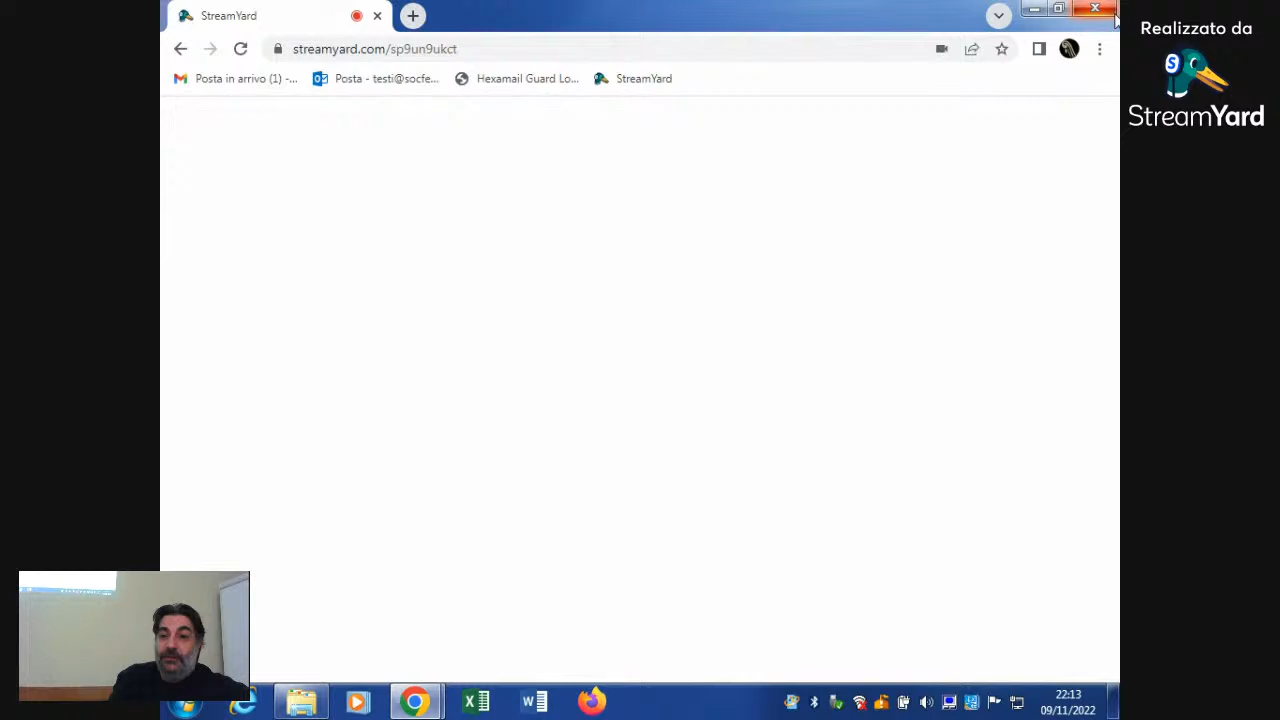 StreamYard
streamyard.com/sp9un9ukct
Posta in arrivo (1) -...
Posta - testi@socfe...
Hexamail Guard Lo...
StreamYard
Realizzato da
StreamYard
22:13
09/11/2022